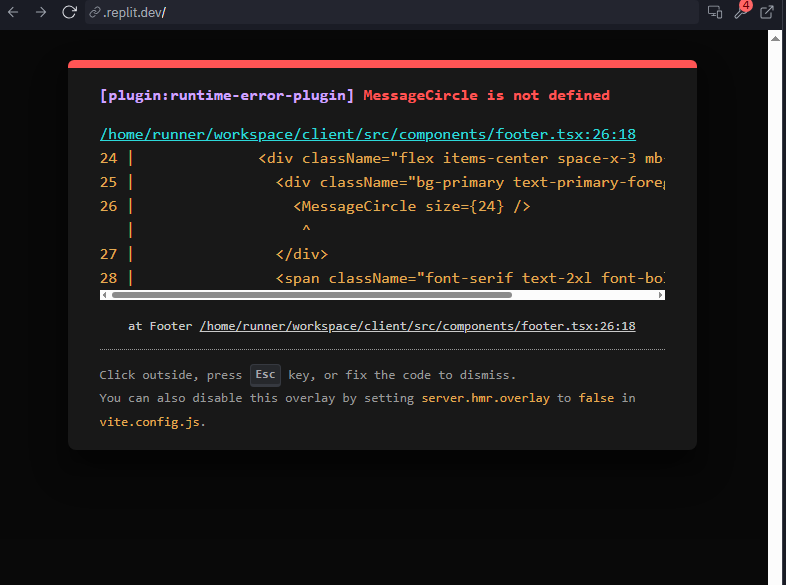 .replit.dev/
4
[plugin:runtime-error-plugin] MessageCircle is not defined
/home/runner/workspace/client/src/components/footer.tsx:26:18
24 | <div className="flex items-center space-x-3 mb-
25 | <div className="bg-primary text-primary-foreg
26 | <MessageCircle size={24} />
| ^
27 | </div>
28 | <span className="font-serif text-2xl font-bol
at Footer /home/runner/workspace/client/src/components/footer.tsx:26:18
Click outside, press Esc key, or fix the code to dismiss.
You can also disable this overlay by setting server.hmr.overlay to false in
vite.config.js.